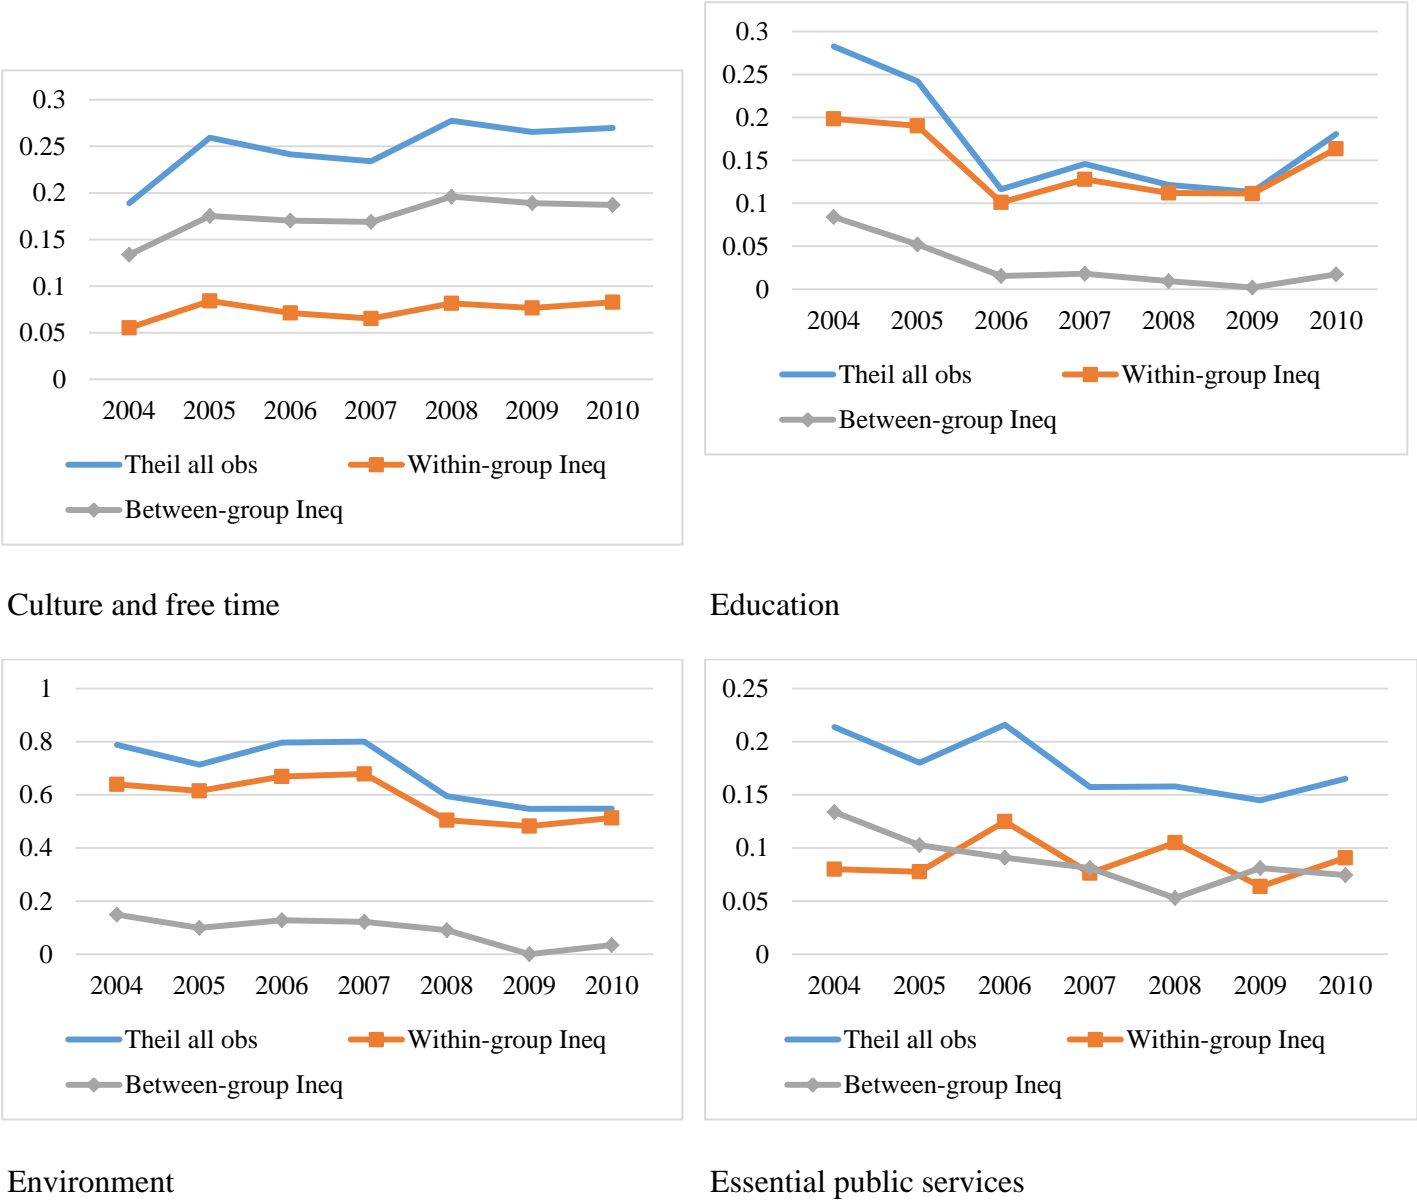 0.3
0.25
0.2
0.15
0.1
0.05
0
2004 2005 2006 2007 2008 2009 2010
Theil all obs Within-group Ineq
Between-group Ineq
Culture and free time
0.3
0.25
0.2
0.15
0.1
0.05
0
2004 2005 2006 2007 2008 2009 2010
Theil all obs Within-group Ineq
Between-group Ineq
Education
1
0.8
0.6
0.4
0.2
0
2004 2005 2006 2007 2008 2009 2010
Theil all obs Within-group Ineq
Between-group Ineq
Environment
0.25
0.2
0.15
0.1
0.05
0
2004 2005 2006 2007 2008 2009 2010
Theil all obs Within-group Ineq
Between-group Ineq
Essential public services